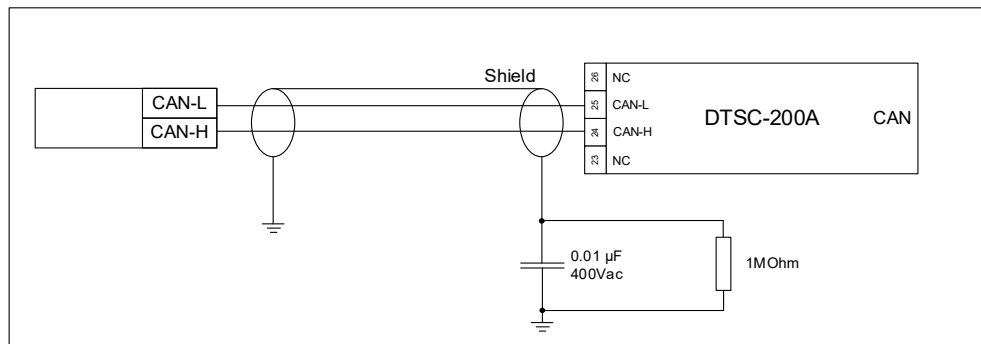 Shield
CAN-L
CAN-H
26 NC
25 CAN-L
24 CAN-H
23 NC
DTSC-200A
CAN
0.01 µF
400Vac
1MOhm